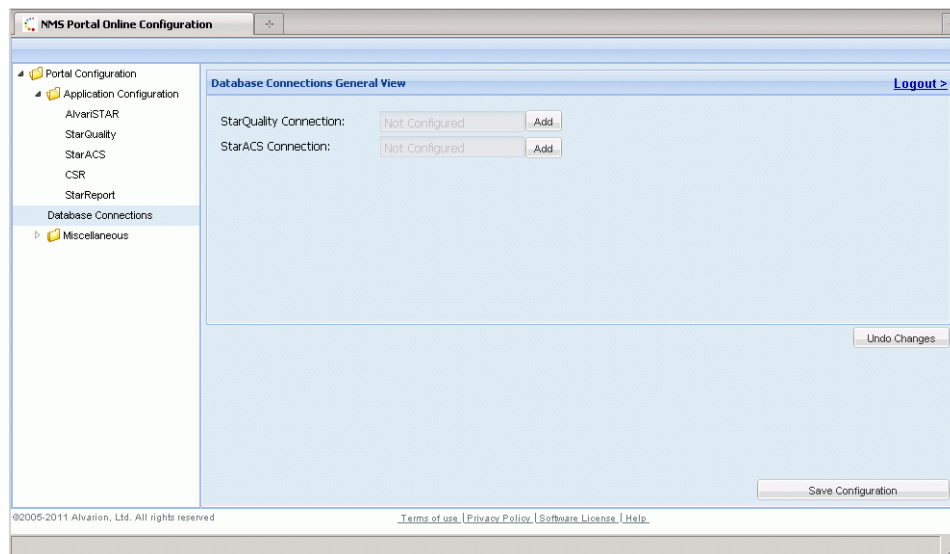 NMS Portal Online Configuration
Portal Configuration
Application Configuration
AlvariSTAR
StarQuality
StarACS
CSR
StarReport
Database Connections
Miscellaneous
Database Connections General View
Logout >
StarQuality Connection: Not Configured Add
StarACS Connection: Not Configured Add
Undo Changes
Save Configuration
©2005-2011 Alvarion, Ltd. All rights reserved
Terms of use | Privacy Policy | Software License | Help